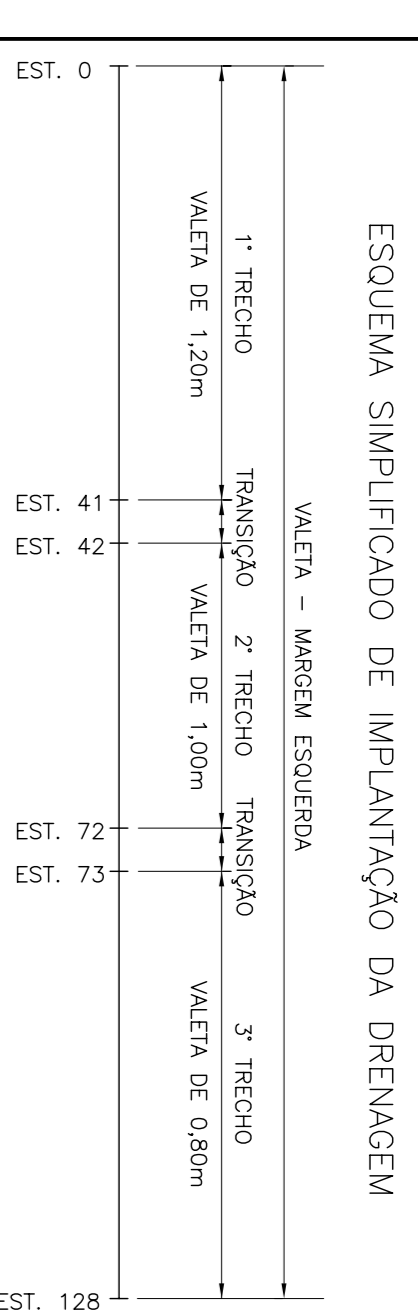 ESQUEMA SIMPLIFICADO DE IMPLANTAÇÃO DA DRENAGEM
VALETA – MARGEM ESQUERDA
1° TRECHO
TRANSIÇÃO
2° TRECHO
TRANSIÇÃO
3° TRECHO
VALETA DE 1,20m
VALETA DE 1,00m
VALETA DE 0,80m
EST. 0
EST. 41
EST. 42
EST. 72
EST. 73
EST. 128